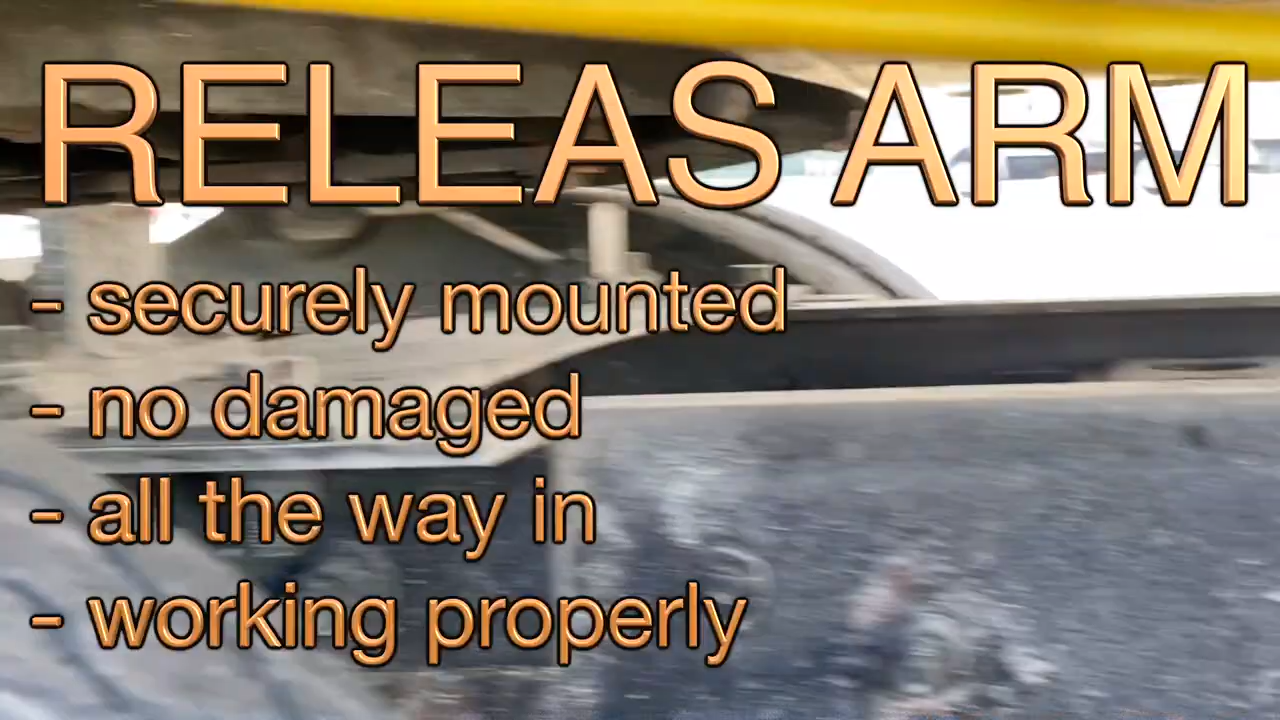 RELEAS ARM
- securely mounted
- no damaged
- all the way in
- working properly